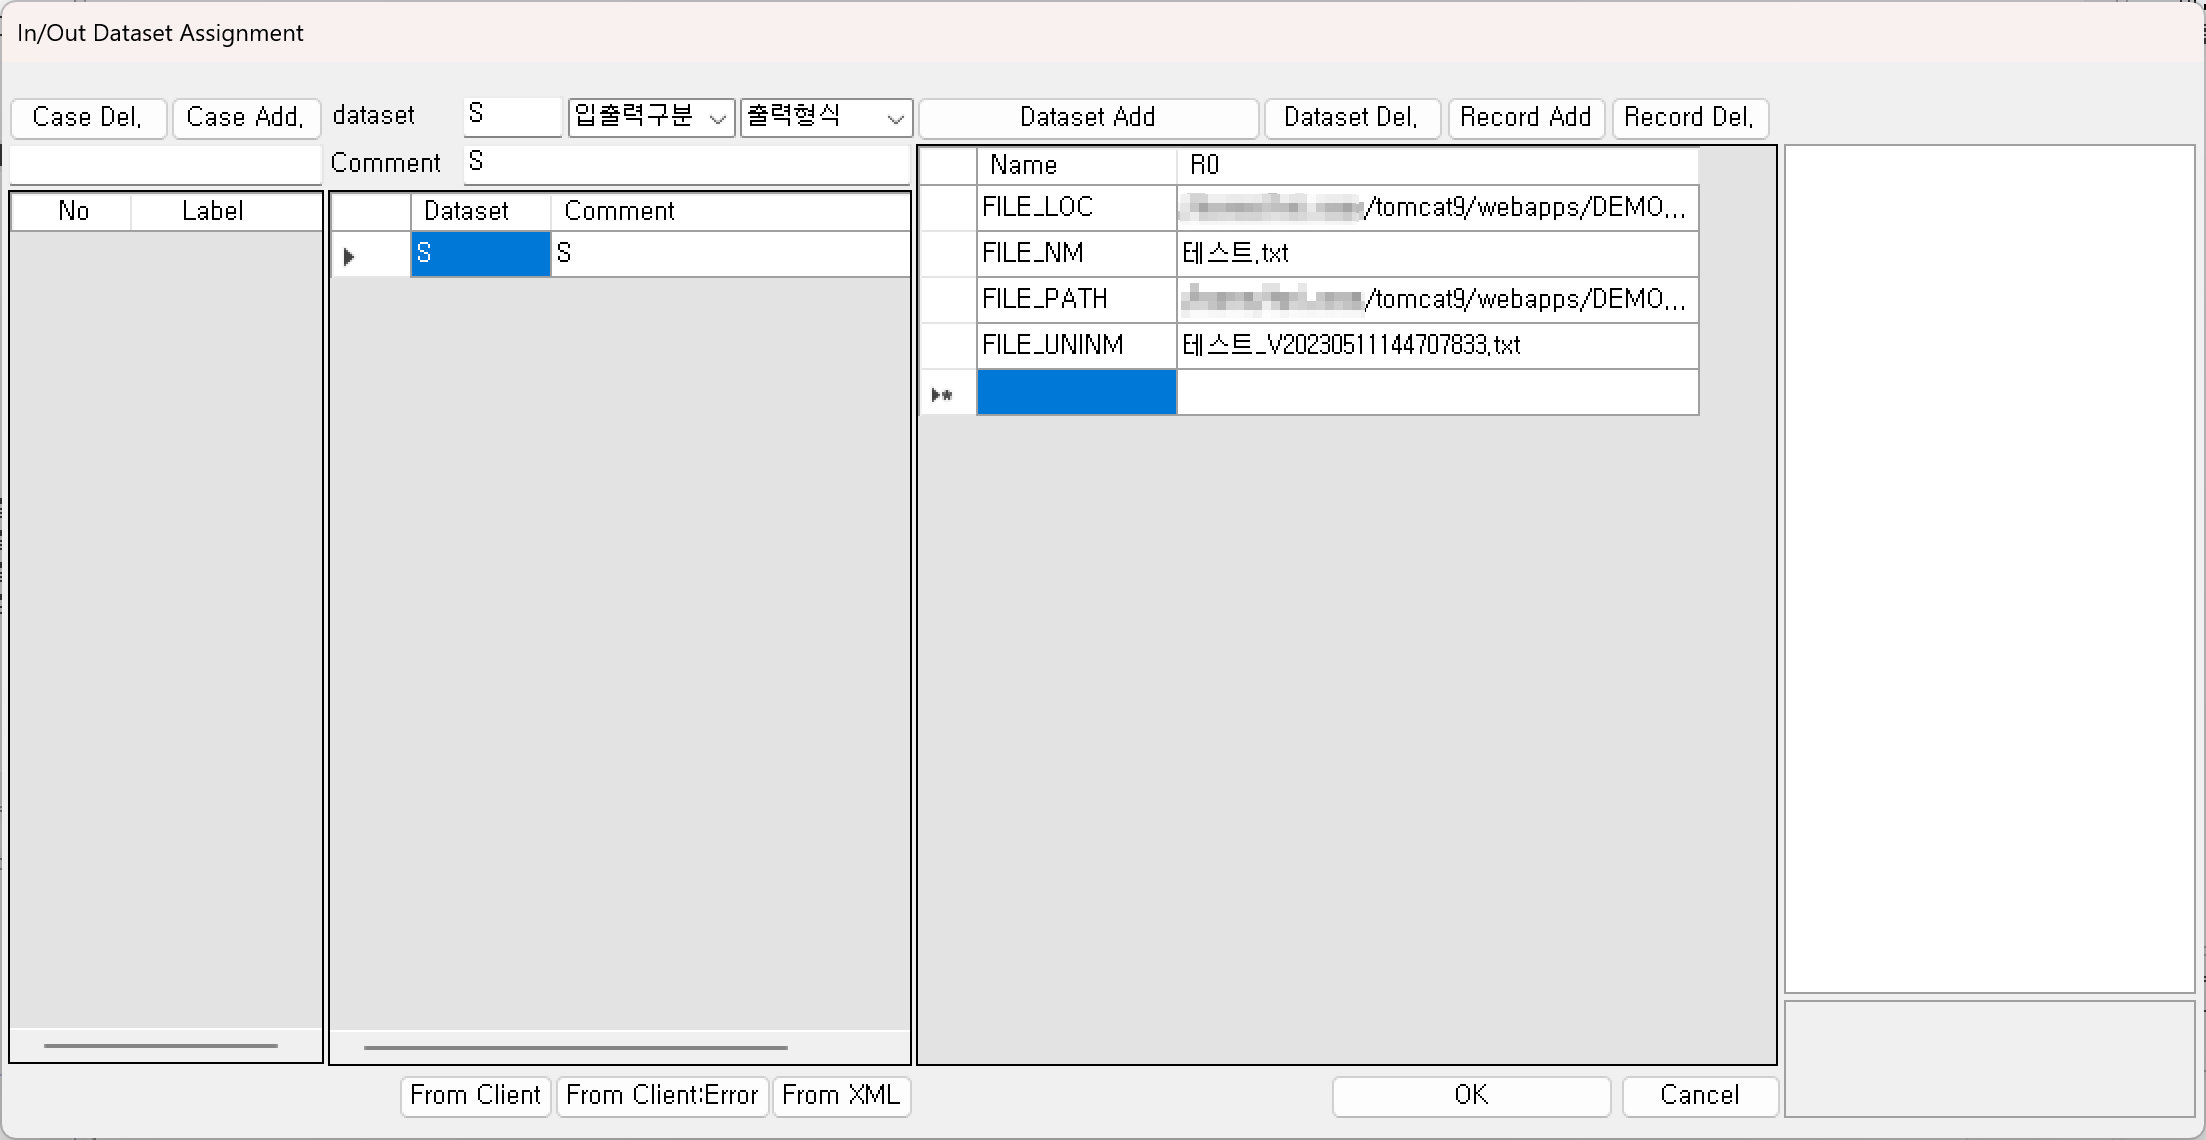 In/Out Dataset Assignment
Case Del. Case Add. dataset S 입출력구분 출력형식 Dataset Add Dataset Del. Record Add Record Del.
Comment S
No Label
Dataset Comment
S S
Name R0
FILE_LOC /tomcat9/webapps/DEMO...
FILE_NM 테스트.txt
FILE_PATH /tomcat9/webapps/DEMO...
FILE_UNINM 테스트_V20230511144707833.txt
From Client From Client:Error From XML OK Cancel